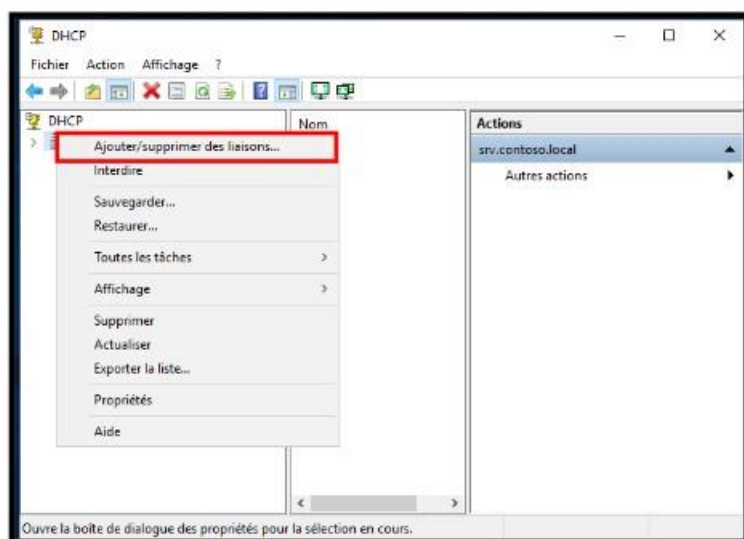 DHCP
Fichier Action Affichage ?
DHCP
Nom
Actions
Ajouter/supprimer des liaisons...
srv.contoso.local
Interdire
Autres actions
Sauvegarder...
Restaurer...
Toutes les tâches
Affichage
Supprimer
Actualiser
Exporter la liste...
Propriétés
Aide
Ouvre la boîte de dialogue des propriétés pour la sélection en cours.